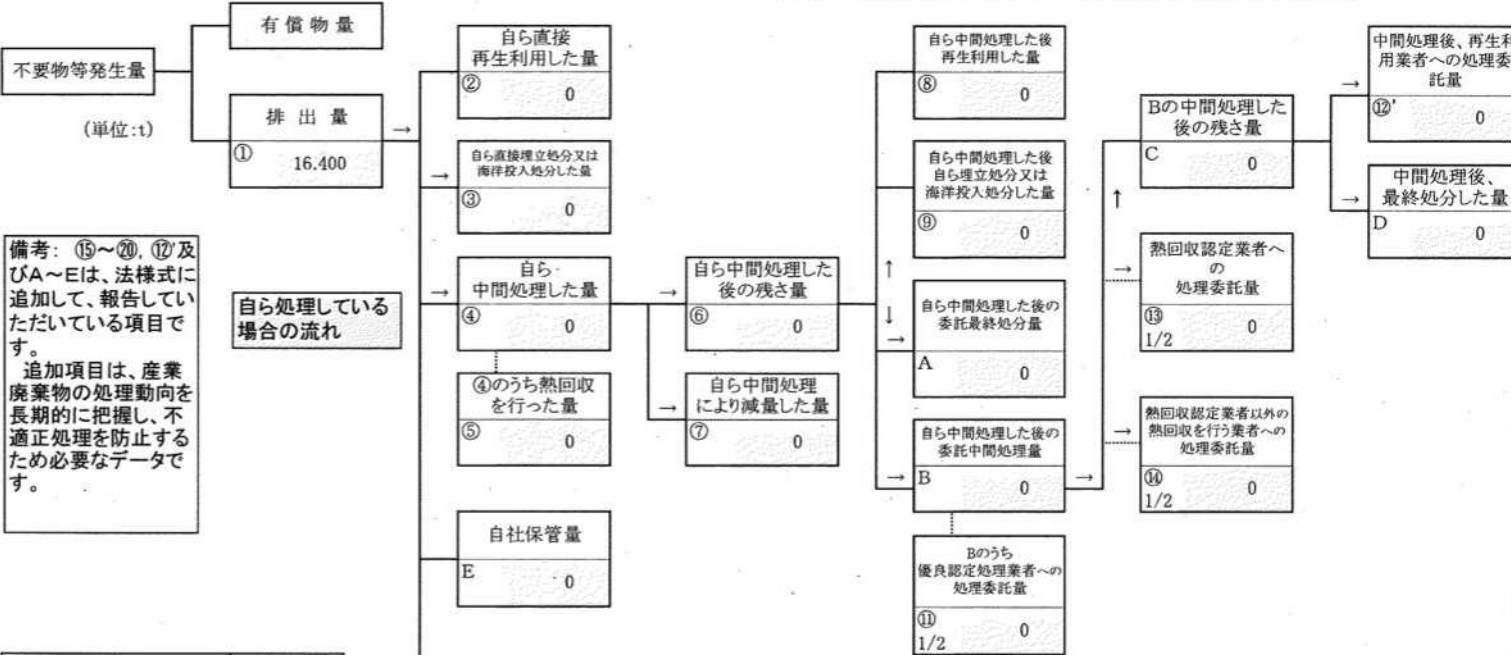 有償物量
不要物等発生量
(単位:t)
排出量
→
①
16.400
備考: ⑮～⑳, ⑫'及
びA～Eは、法様式に
追加して、報告してい
ただいている項目で
す。
追加項目は、産業
廃棄物の処理動向を
長期的に把握し、不
適正処理を防止する
ため必要なデータで
す。
自ら処理している
場合の流れ
自ら直接
再生利用した量
②
0
→
自ら直接埋立処分又は
海洋投入処分した量
③
0
→
自ら
中間処理した量
④
0
④のうち熱回収
を行った量
⑤
0
自社保管量
E
0
→
自ら中間処理した
後の残さ量
⑥
0
→
自ら中間処理
により減量した量
⑦
0
自ら中間処理した後
再生利用した量
⑧
0
自ら中間処理した後
自ら埋立処分又は
海洋投入処分した量
⑨
0
↑
↓
→
自ら中間処理した後の
委託最終処分量
A
0
→
自ら中間処理した後の
委託中間処理量
B
0
→
Bのうち
優良認定処理業者への
処理委託量
⑪
1/2
0
↑
Bの中間処理した
後の残さ量
C
0
→
熱回収認定業者へ
の
処理委託量
⑬
1/2
0
→
熱回収認定業者以外の
熱回収を行う業者への
処理委託量
⑭
1/2
0
→
中間処理後、再生利
用業者への処理委
託量
⑫'
0
→
中間処理後、
最終処分した量
D
0